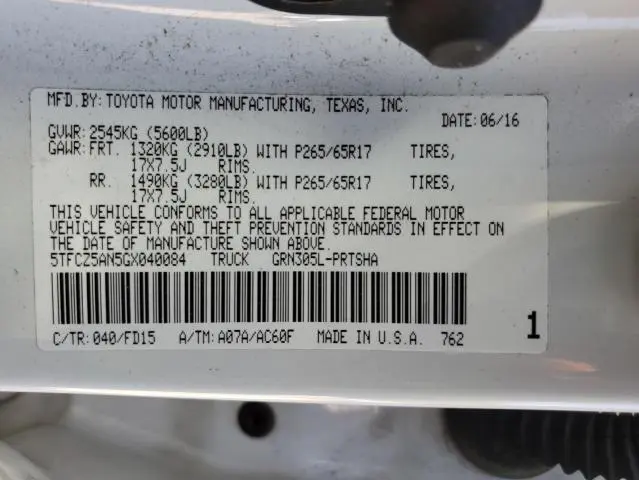 MFD.BY:TOYOTA MOTOR MANUFACTURING, TEXAS, INC.
DATE:06/16
GVWR:2545KG (5600LB)
GAWR:FRT. 1320KG (2910LB) WITH P265/65R17 TIRES,
17X7.5J RIMS.
RR. 1490KG (3280LB) WITH P265/65R17 TIRES,
17X7.5J RIMS.
THIS VEHICLE CONFORMS TO ALL APPLICABLE FEDERAL MOTOR
VEHICLE SAFETY AND THEFT PREVENTION STANDARDS IN EFFECT ON
THE DATE OF MANUFACTURE SHOWN ABOVE.
5TFCZ5AN5GX040084 TRUCK GRN305L-PRTSHA
C/TR:040/FD15 A/TM:A07A/AC60F MADE IN U.S.A. 762
1